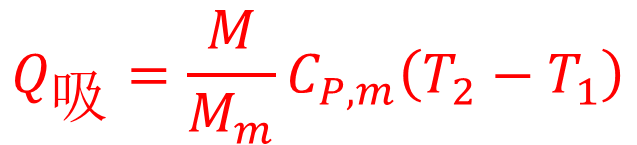 Q吸 = M/M_m C_{P,m}(T_2 − T_1)